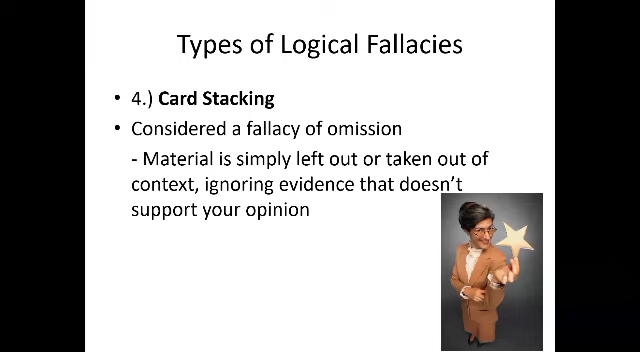 Types of Logical Fallacies
• 4.) Card Stacking
• Considered a fallacy of omission
- Material is simply left out or taken out of
context, ignoring evidence that doesn't
support your opinion